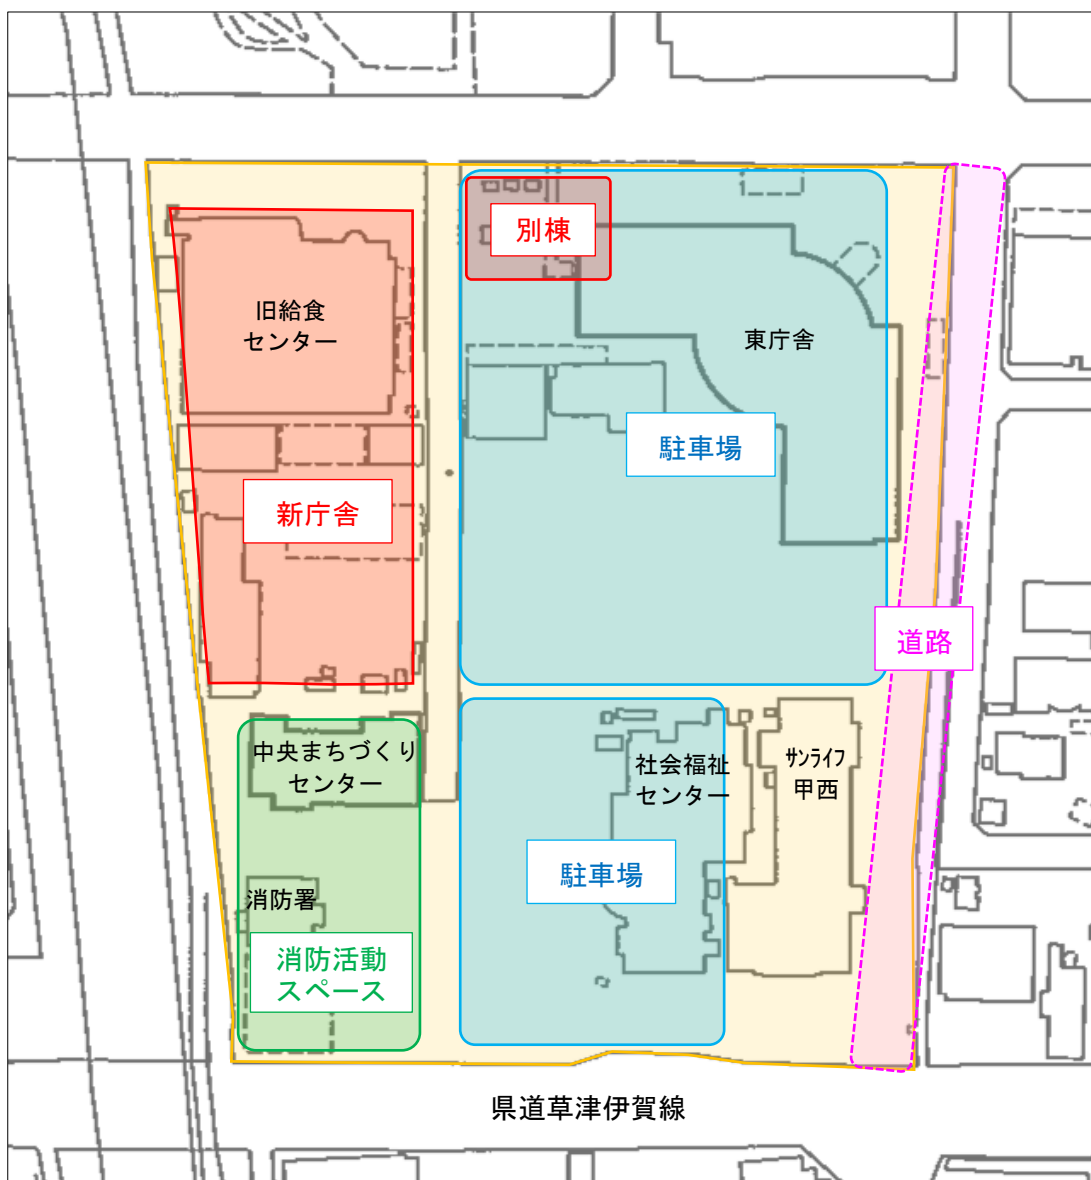 別棟
旧給食
センター
東庁舎
駐車場
新庁舎
道路
中央まちづくり
センター
社会福祉
センター
ｻﾝﾗｲﾌ
甲西
駐車場
消防署
消防活動
スペース
県道草津伊賀線